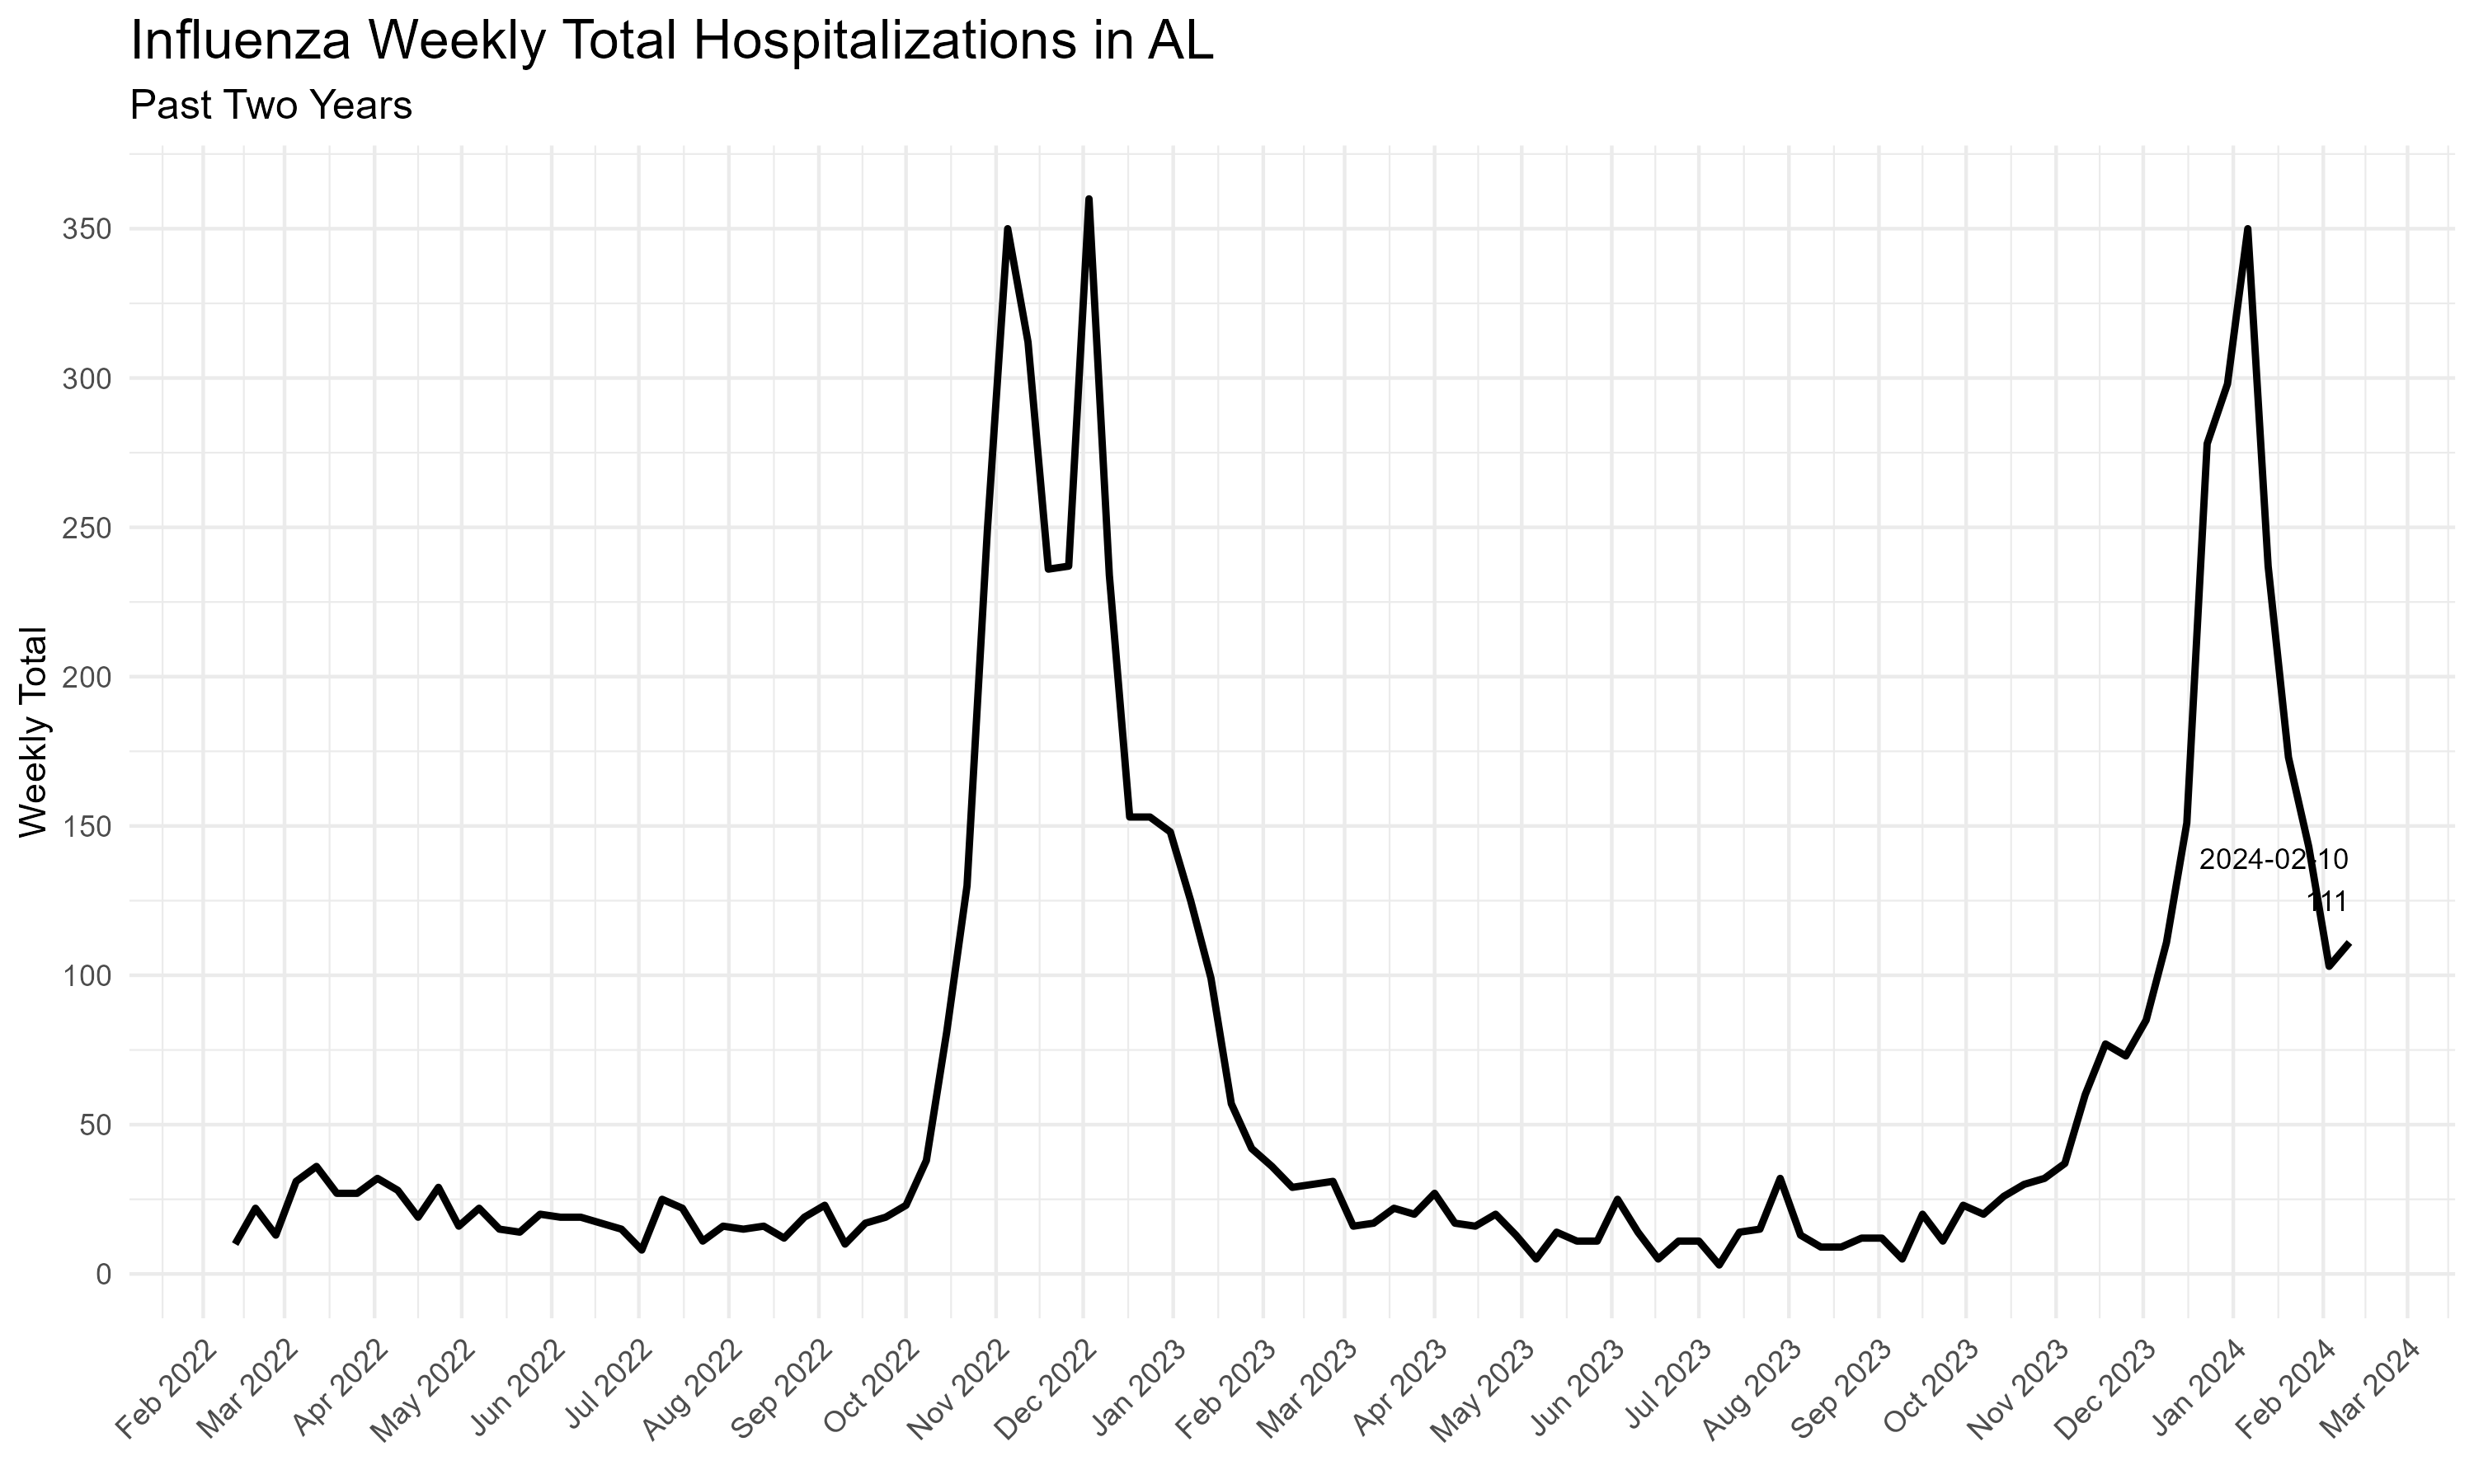 Influenza Weekly Total Hospitalizations in AL
Past Two Years
Weekly Total
350
300
250
200
150
100
50
0
2024-02-10
111
Feb 2022
Mar 2022
Apr 2022
May 2022
Jun 2022
Jul 2022
Aug 2022
Sep 2022
Oct 2022
Nov 2022
Dec 2022
Jan 2023
Feb 2023
Mar 2023
Apr 2023
May 2023
Jun 2023
Jul 2023
Aug 2023
Sep 2023
Oct 2023
Nov 2023
Dec 2023
Jan 2024
Feb 2024
Mar 2024